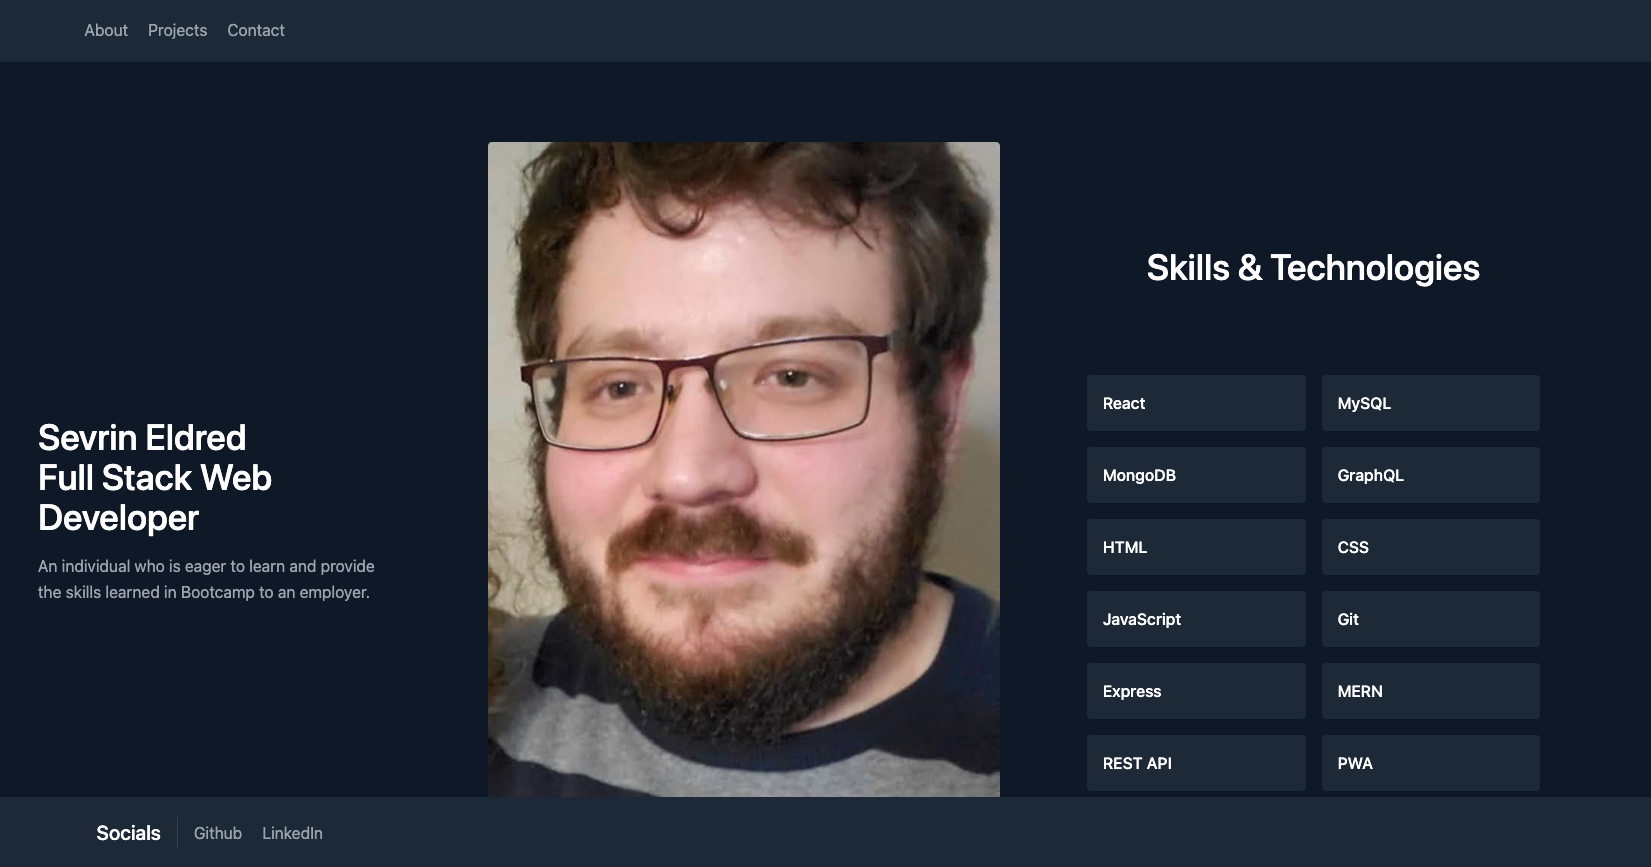 About Projects Contact
Sevrin Eldred
Full Stack Web
Developer
An individual who is eager to learn and provide
the skills learned in Bootcamp to an employer.
Skills & Technologies
React MySQL
MongoDB GraphQL
HTML CSS
JavaScript Git
Express MERN
REST API PWA
Socials Github LinkedIn